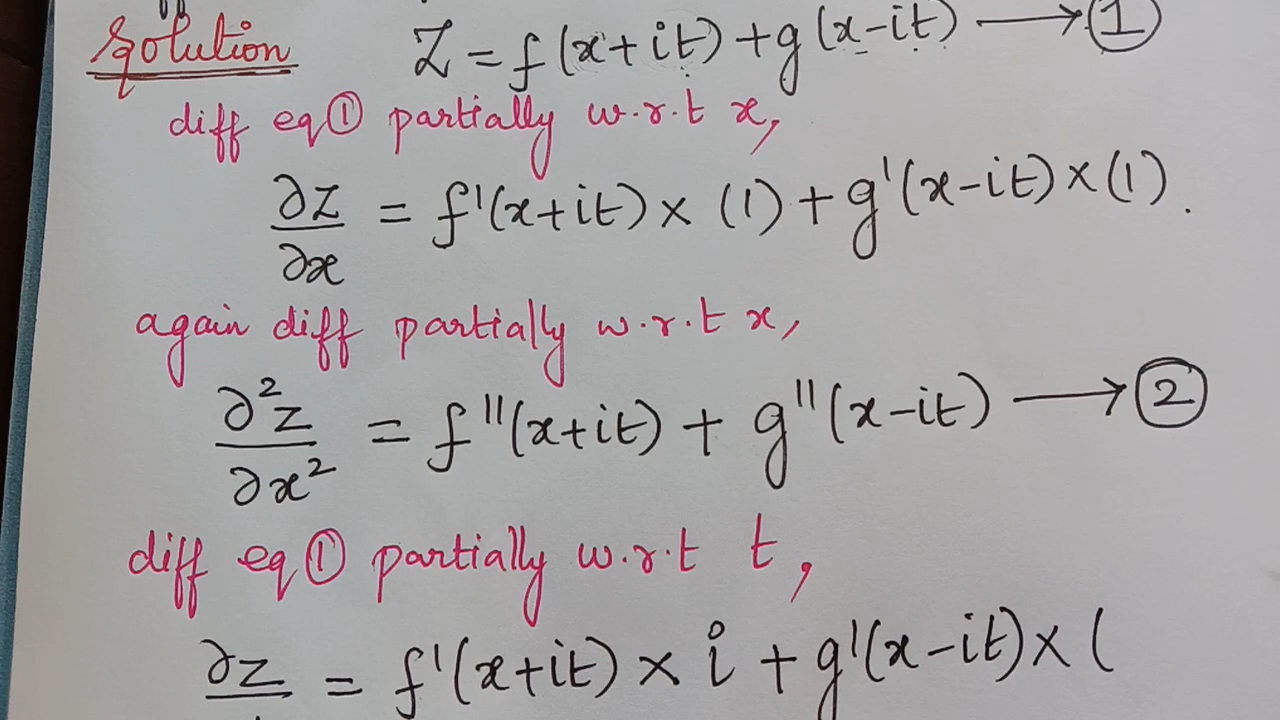 Solution Z = f(x+it) + g(x-it) ⟶ ①
diff eq① partially w.r.t x,
∂Z/∂x = f'(x+it) × (1) + g'(x-it) × (1).
again diff partially w.r.t x,
∂²z/∂x² = f''(x+it) + g''(x-it) ⟶ ②
diff eq① partially w.r.t t,
∂z = f'(x+it) × i + g'(x-it) × (